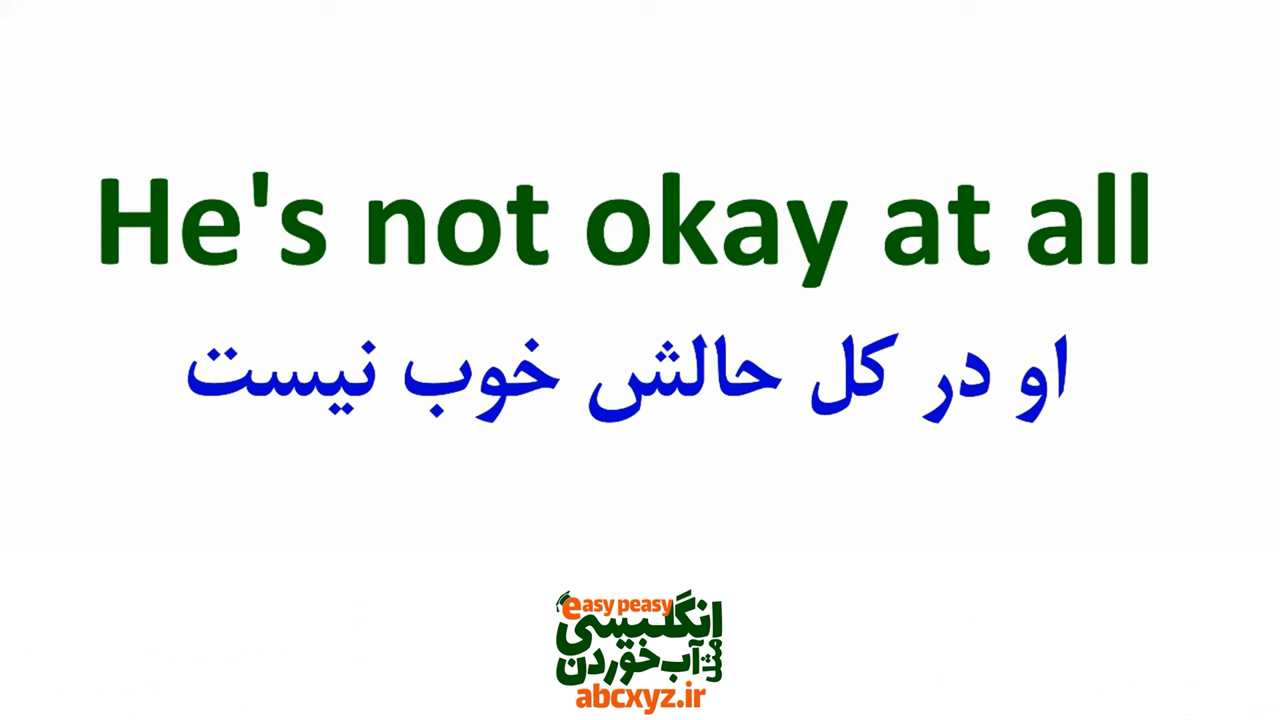 He's not okay at all
او در کل حالش خوب نیست
easy peasy
انگلیسی
مثل آب خوردن
abcxyz.ir